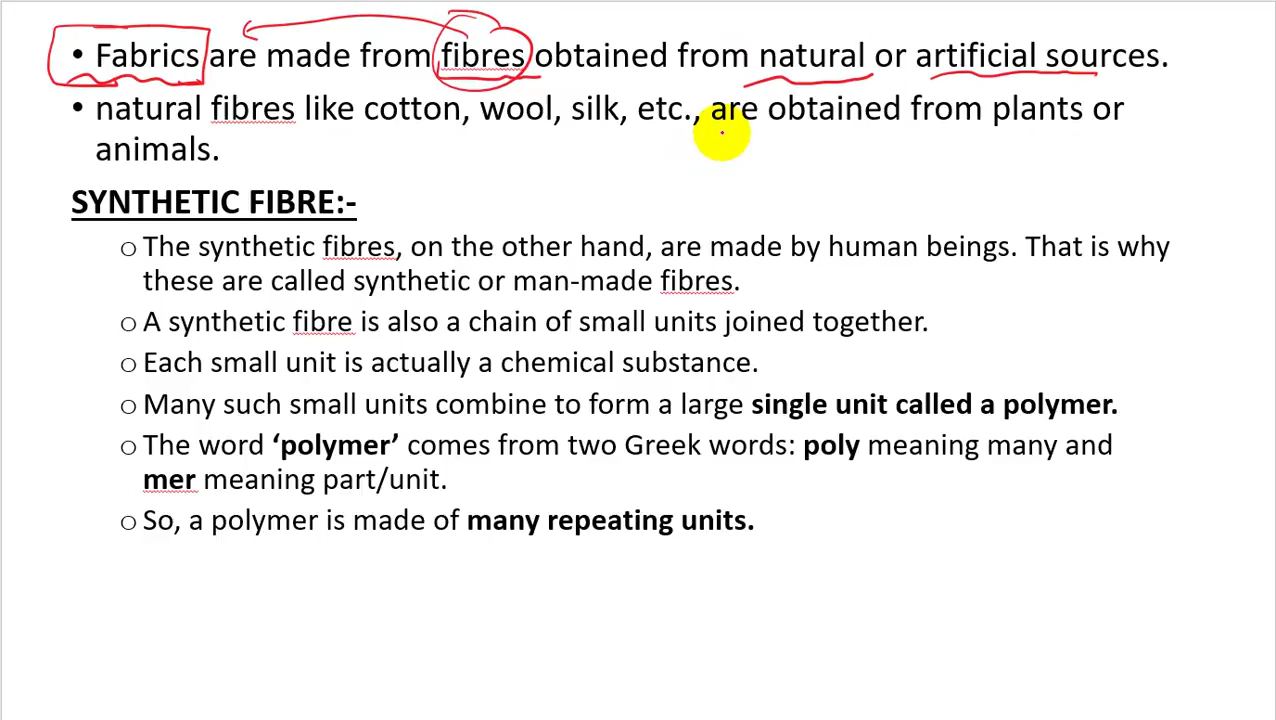 • Fabrics are made from fibres obtained from natural or artificial sources.
• natural fibres like cotton, wool, silk, etc., are obtained from plants or
animals.
SYNTHETIC FIBRE:-
o The synthetic fibres, on the other hand, are made by human beings. That is why
these are called synthetic or man-made fibres.
o A synthetic fibre is also a chain of small units joined together.
o Each small unit is actually a chemical substance.
o Many such small units combine to form a large single unit called a polymer.
o The word ‘polymer’ comes from two Greek words: poly meaning many and
mer meaning part/unit.
o So, a polymer is made of many repeating units.